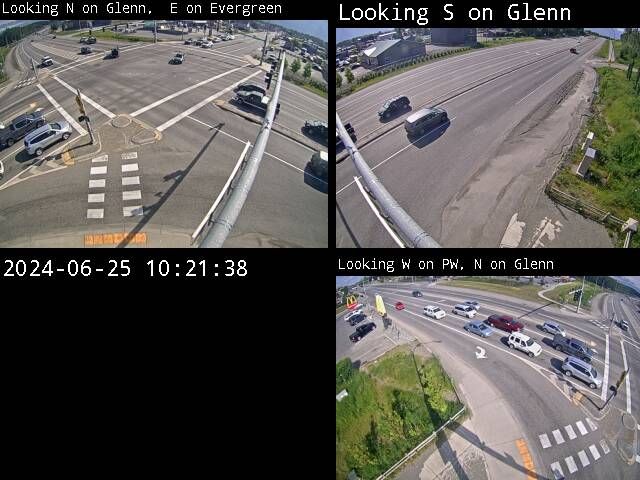 Looking N on Glenn,  E on Evergreen
Looking S on Glenn
2024-06-25 10:21:38
Looking W on PW, N on Glenn